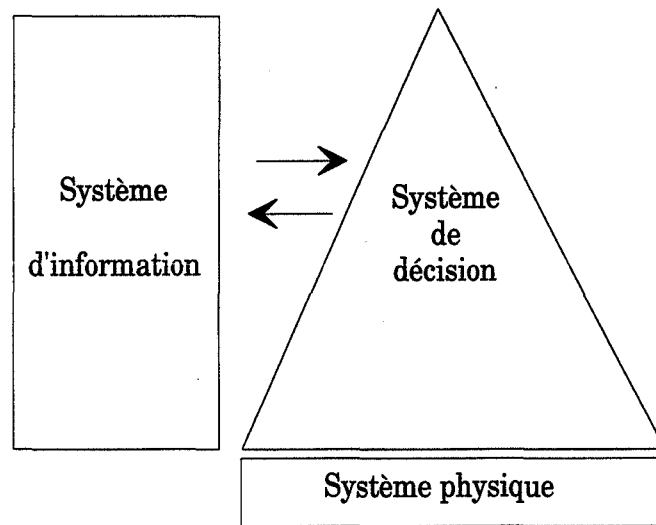 Système
d'information
Système
de
décision
Système physique